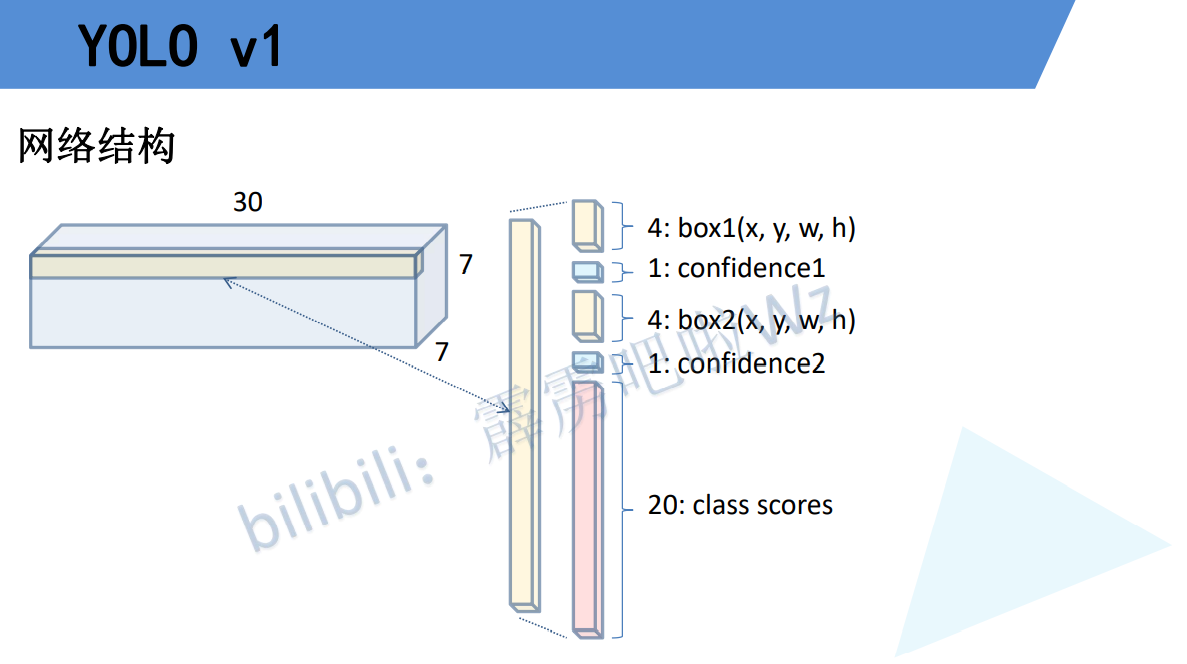 YOLO v1
网络结构
30
7
7
4: box1(x, y, w, h)
1: confidence1
4: box2(x, y, w, h)
1: confidence2
20: class scores
bilibili: 霹雳吧啦Wz